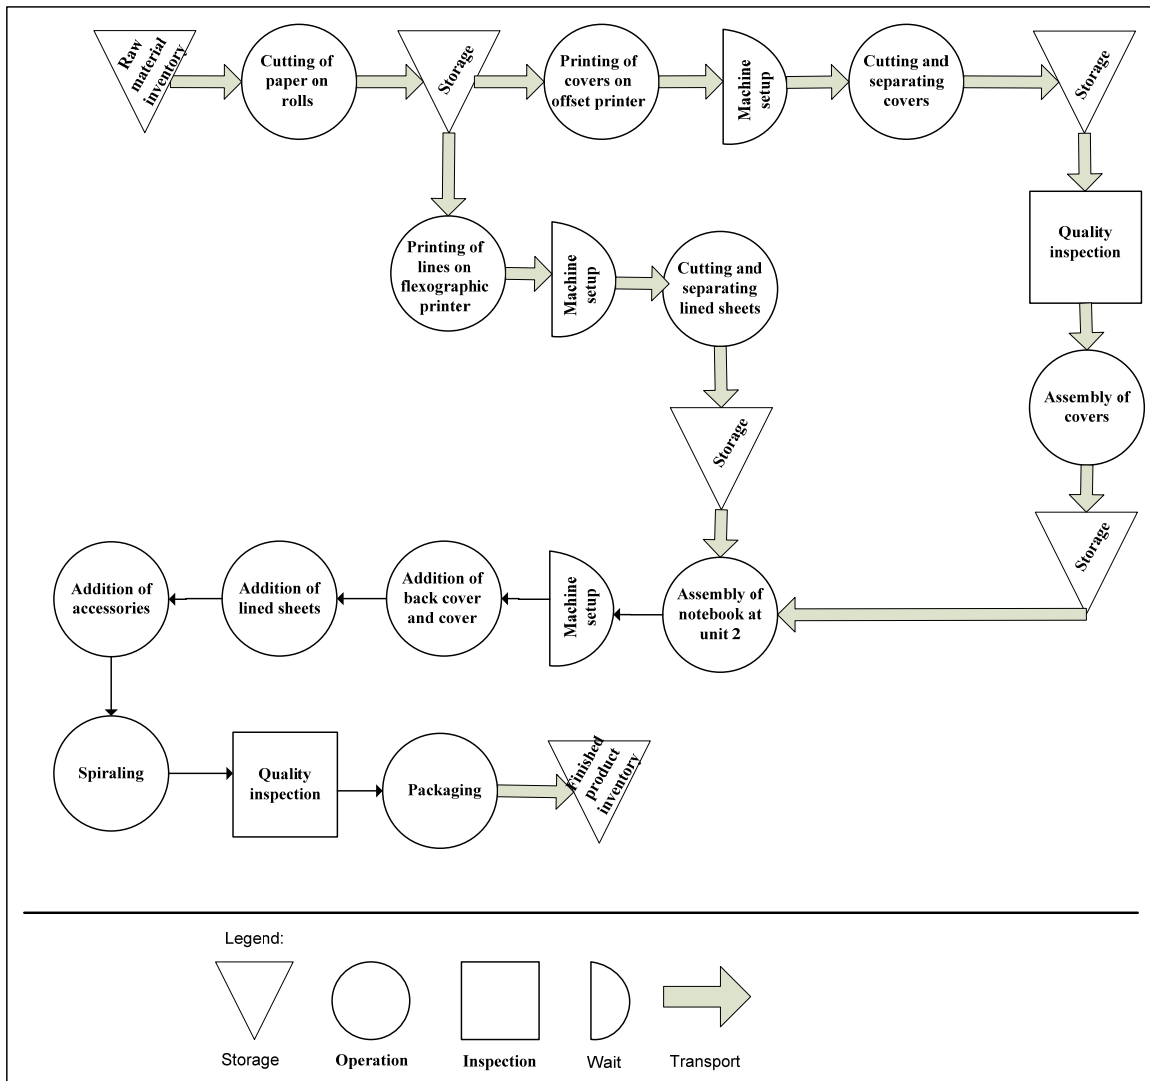 Raw
material
inventory
Cutting of
paper on
rolls
Storage
Printing of
covers on
offset printer
Machine
setup
Cutting and
separating
covers
Storage
Printing of
lines on
flexographic
printer
Machine
setup
Cutting and
separating
lined sheets
Quality
inspection
Storage
Assembly of
covers
Storage
Addition of
accessories
Addition of
lined sheets
Addition of
back cover
and cover
Machine
setup
Assembly of
notebook at
unit 2
Spiraling
Quality
inspection
Packaging
Finished
product
inventory
Legend:
Storage
Operation
Inspection
Wait
Transport